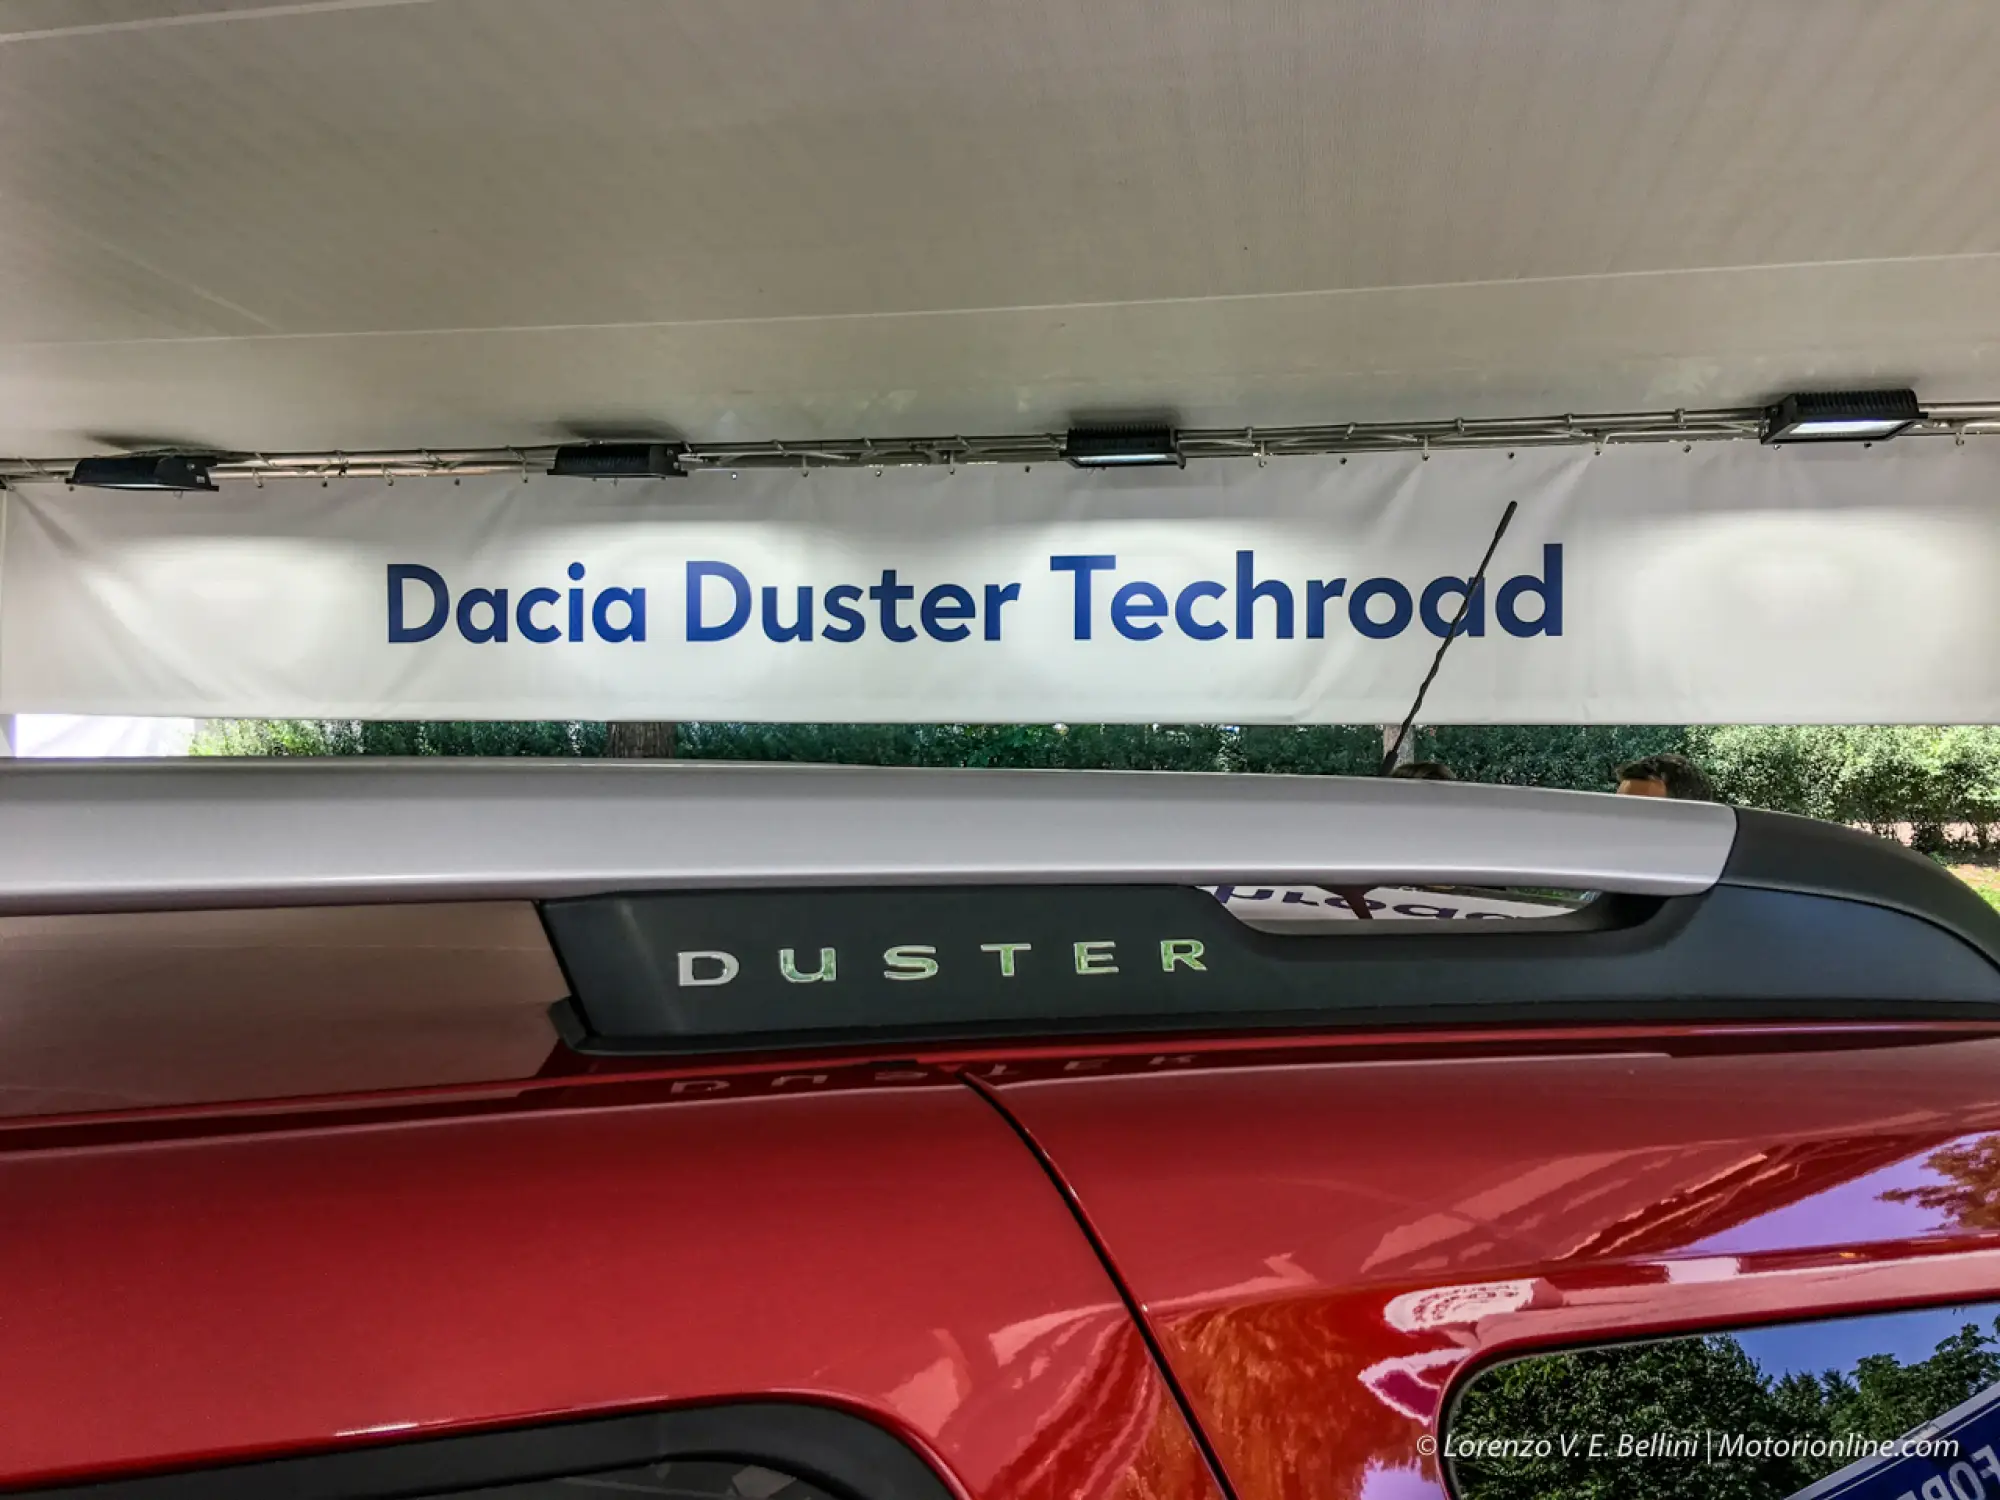 Dacia Duster Techroad
DUSTER
© Lorenzo V. E. Bellini | Motorionline.com